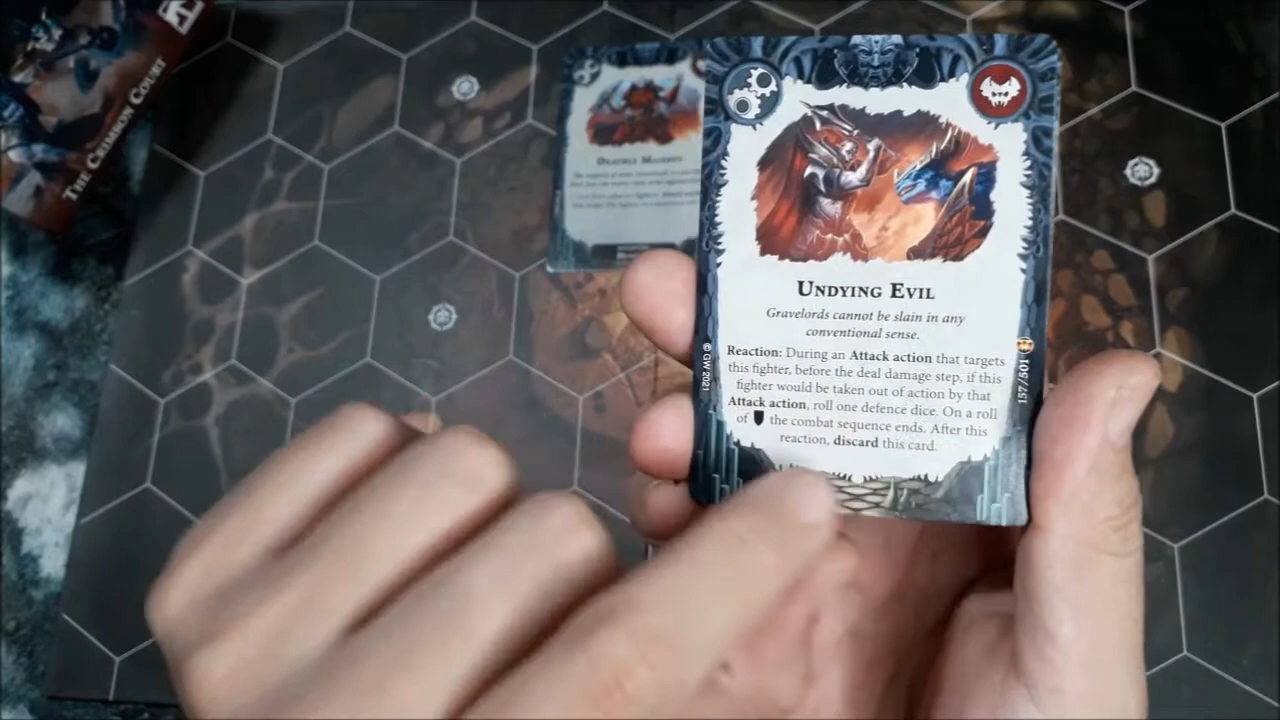 THE CRIMSON COURT
DEATHLY MAJESTY
UNDYING EVIL
Gravelords cannot be slain in any
conventional sense.
Reaction: During an Attack action that targets
this fighter, before the deal damage step, if this
fighter would be taken out of action by that
Attack action, roll one defence dice. On a roll
of the combat sequence ends. After this
reaction, discard this card.
© GW 2021
157/501